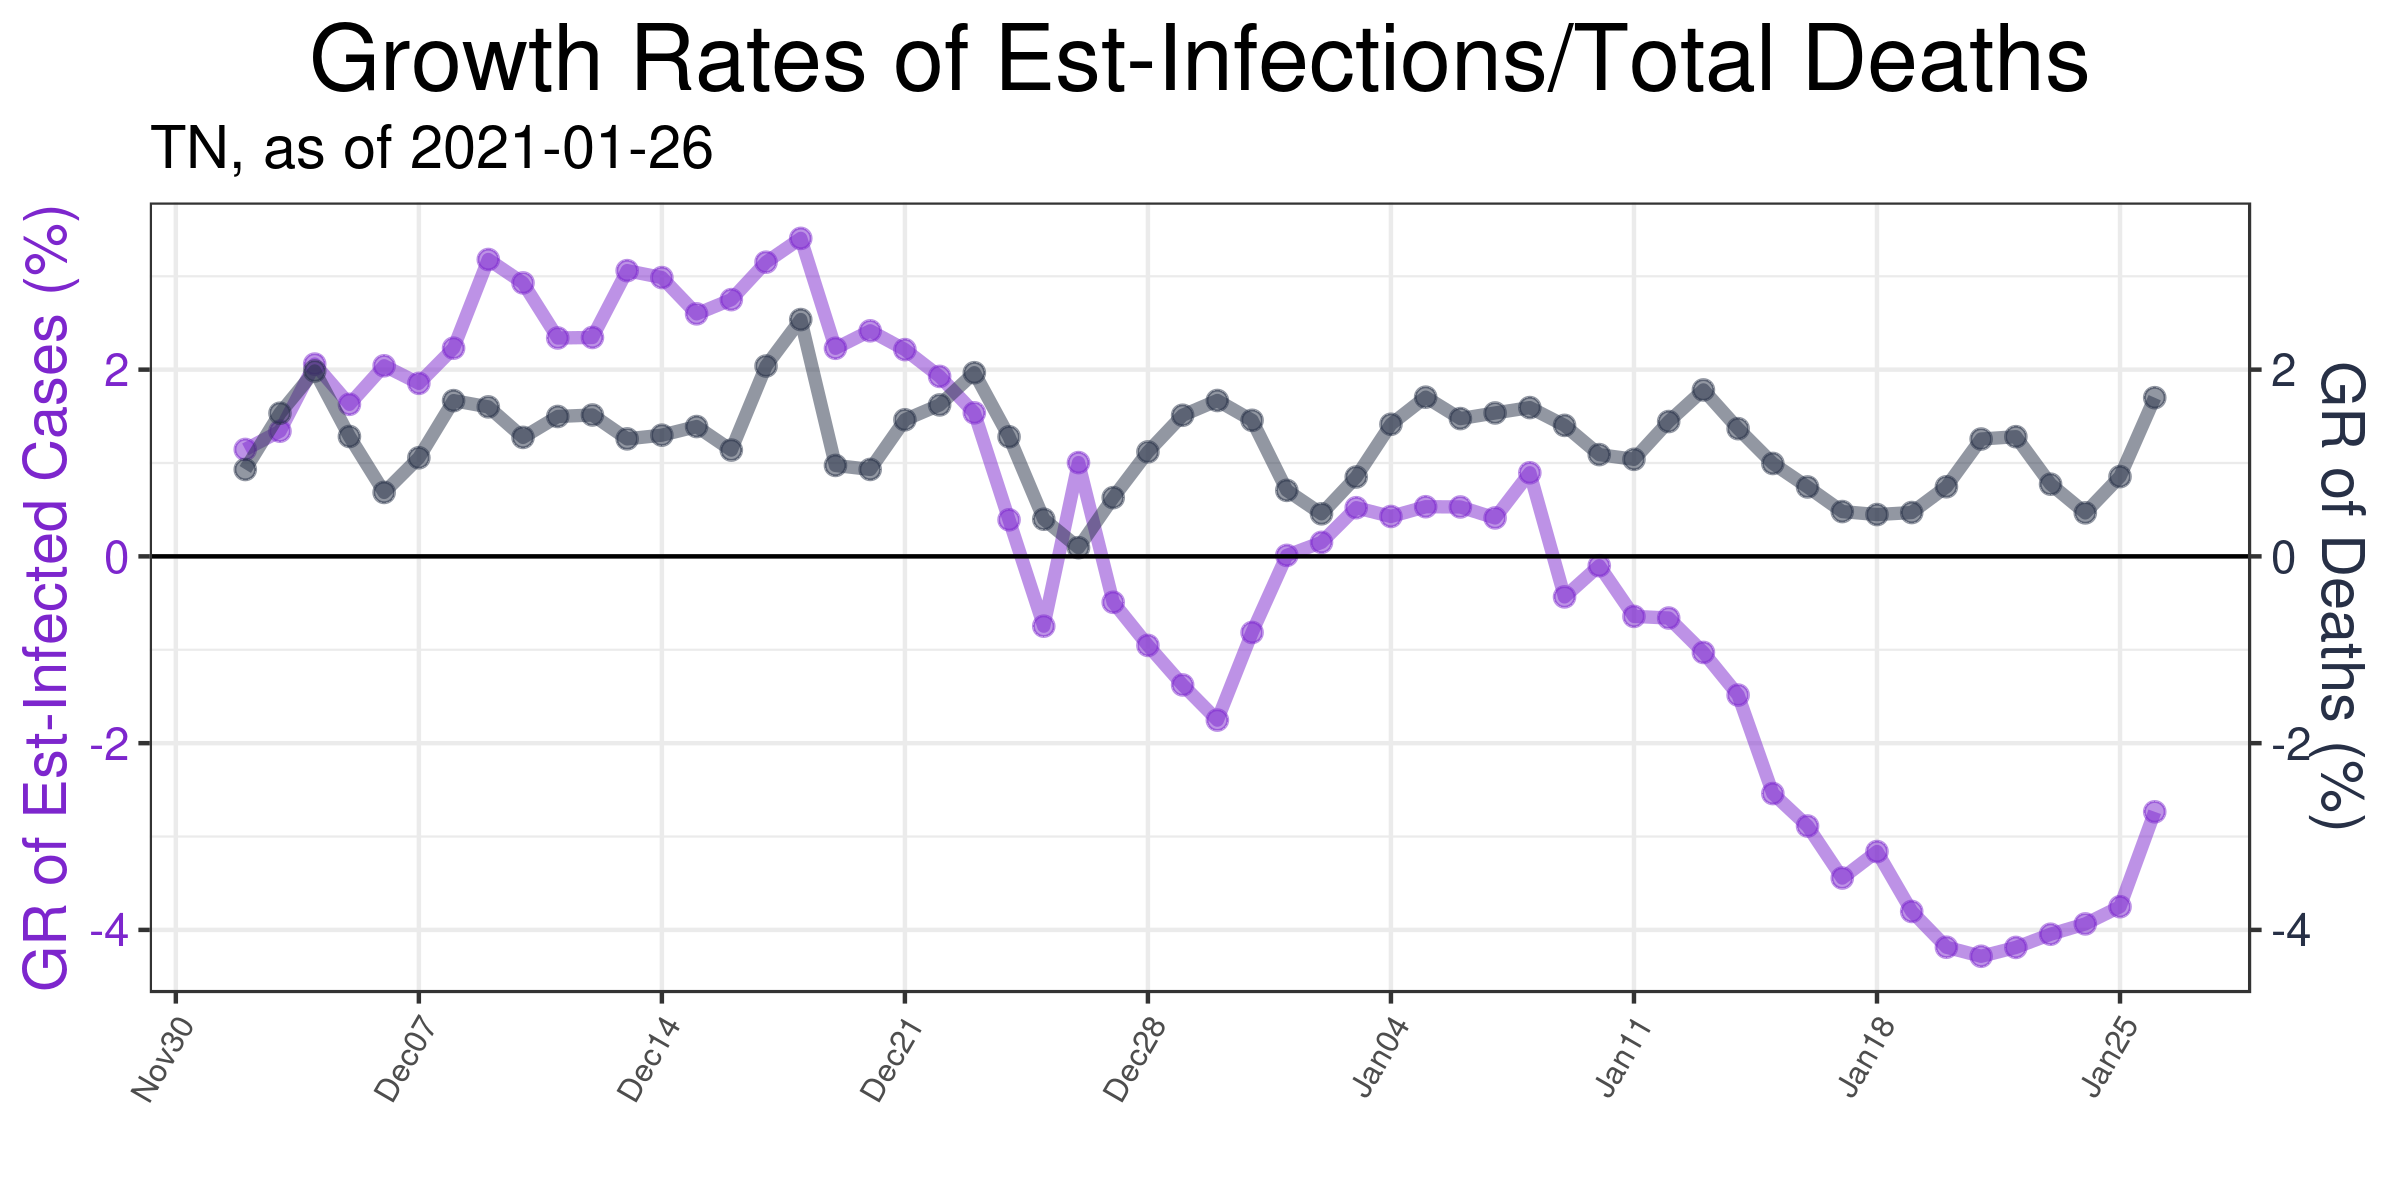 Growth Rates of Est-Infections/Total Deaths
TN, as of 2021-01-26
GR of Est-Infected Cases (%)
2
0
-2
-4
2
0
-2
-4
GR of Deaths (%)
Nov30
Dec07
Dec14
Dec21
Dec28
Jan04
Jan11
Jan18
Jan25